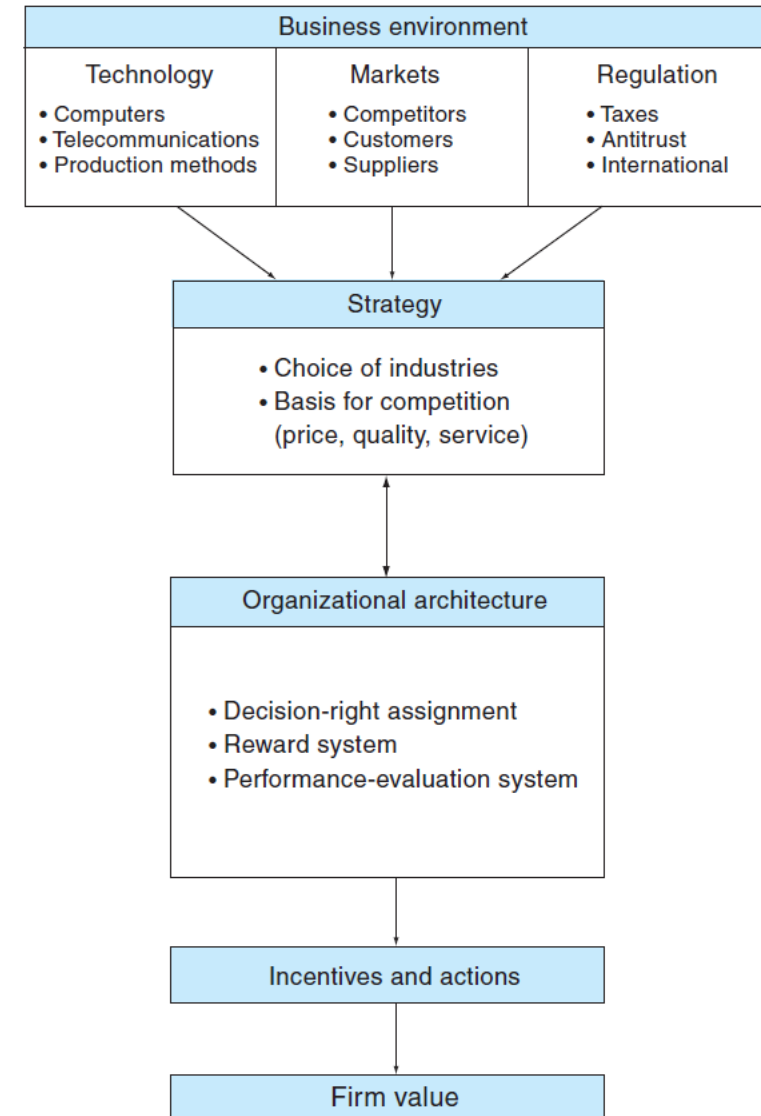 Business environment
Technology
• Computers
• Telecommunications
• Production methods
Markets
• Competitors
• Customers
• Suppliers
Regulation
• Taxes
• Antitrust
• International
Strategy
• Choice of industries
• Basis for competition
(price, quality, service)
Organizational architecture
• Decision-right assignment
• Reward system
• Performance-evaluation system
Incentives and actions
Firm value